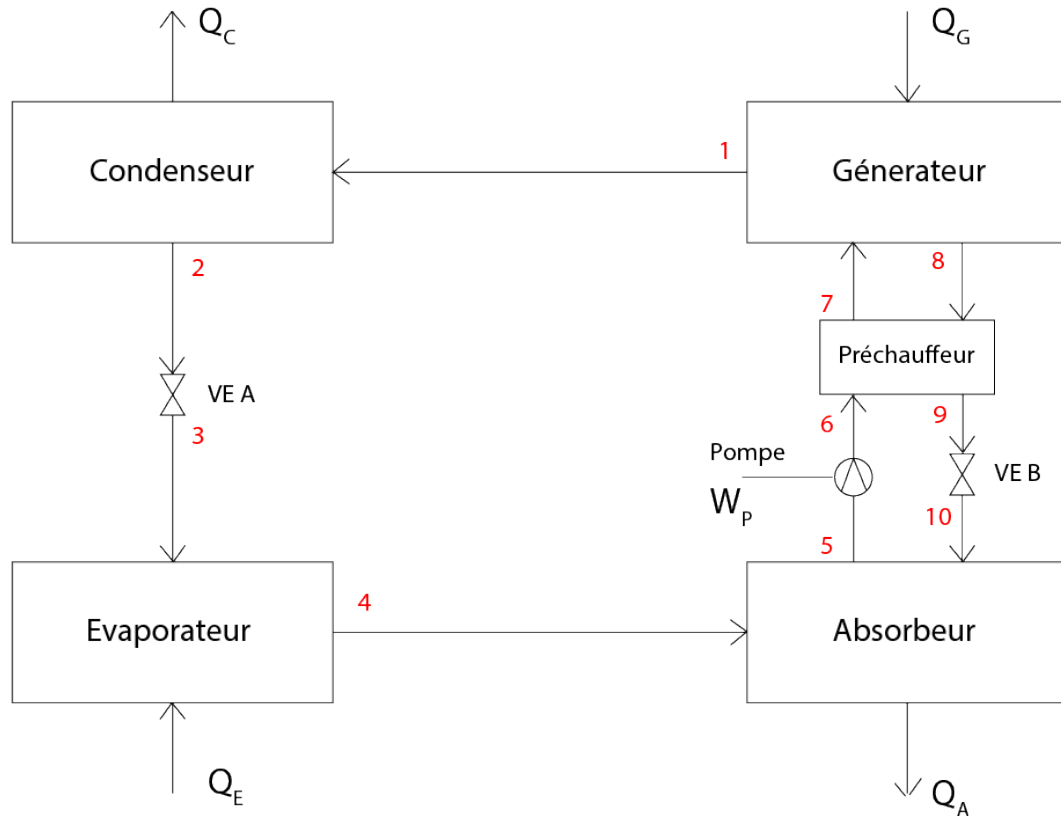 Q_C
Q_G
1
Condenseur
Génerateur
2
8
7
Préchauffeur
VE A
3
6
9
Pompe
VE B
W_P
10
5
4
Evaporateur
Absorbeur
Q_E
Q_A